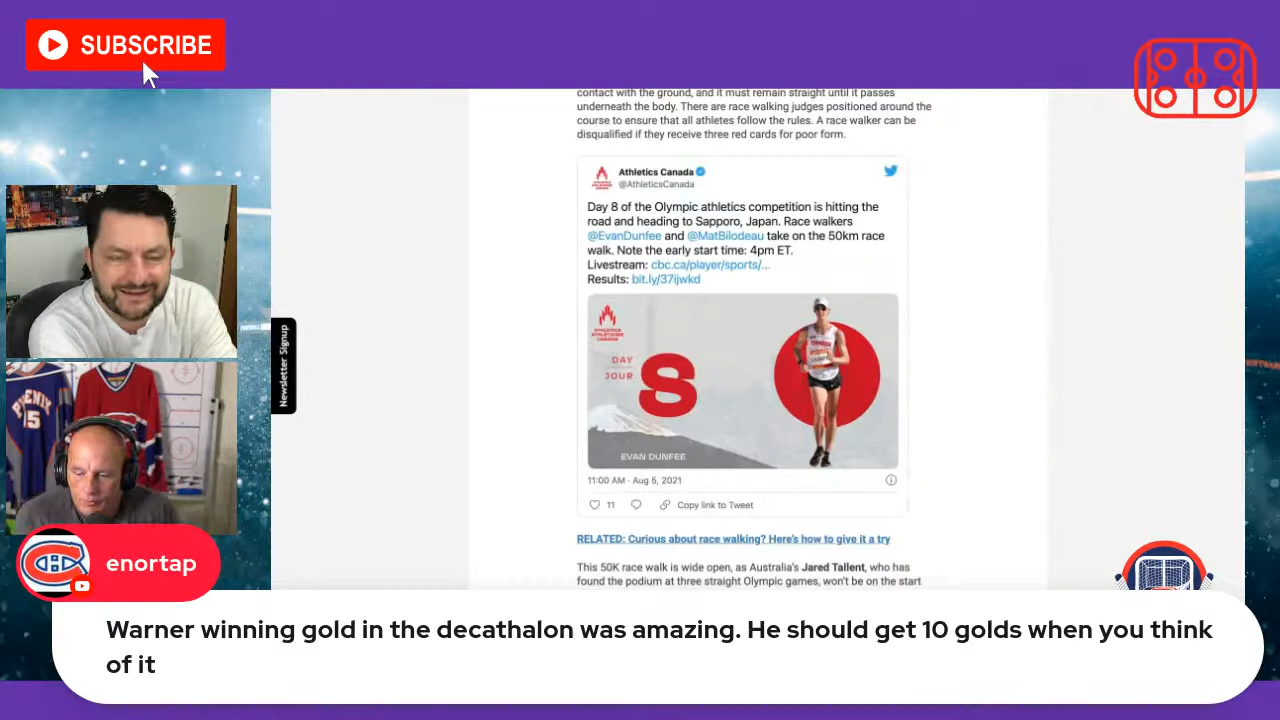 SUBSCRIBE
contact with the ground, and it must remain straight until it passes
underneath the body. There are race walking judges positioned around the
course to ensure that all athletes follow the rules. A race walker can be
disqualified if they receive three red cards for poor form.
Athletics Canada
@AthleticsCanada
Day 8 of the Olympic athletics competition is hitting the
road and heading to Sapporo, Japan. Race walkers
@EvanDunfee and @MatBilodeau take on the 50km race
walk. Note the early start time: 4pm ET.
Livestream: cbc.ca/player/sports/...
Results: bit.ly/37ijwkd
DAY
JOUR
8
EVAN DUNFEE
11:00 AM · Aug 5, 2021
11
Copy link to Tweet
RELATED: Curious about race walking? Here's how to give it a try
This 50K race walk is wide open, as Australia's Jared Tallent, who has
found the podium at three straight Olympic games, won't be on the start
Newsletter Signup
PHOENIX
enortap
Warner winning gold in the decathalon was amazing. He should get 10 golds when you think
of it